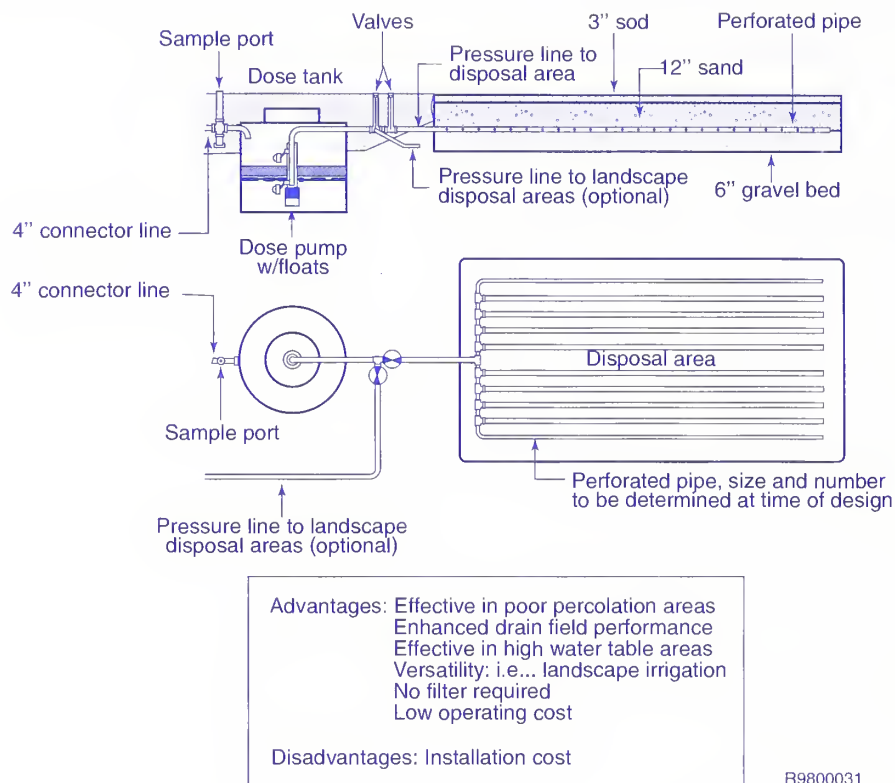 Sample port
Valves
3’’ sod
Perforated pipe
Dose tank
Pressure line to
disposal area
12’’ sand
Pressure line to landscape
disposal areas (optional)
6’’ gravel bed
4’’ connector line
Dose pump
w/floats
4’’ connector line
Disposal area
Sample port
Perforated pipe, size and number
to be determined at time of design
Pressure line to landscape
disposal areas (optional)
Advantages: Effective in poor percolation areas
Enhanced drain field performance
Effective in high water table areas
Versatility: i.e... landscape irrigation
No filter required
Low operating cost
Disadvantages: Installation cost
R9800031